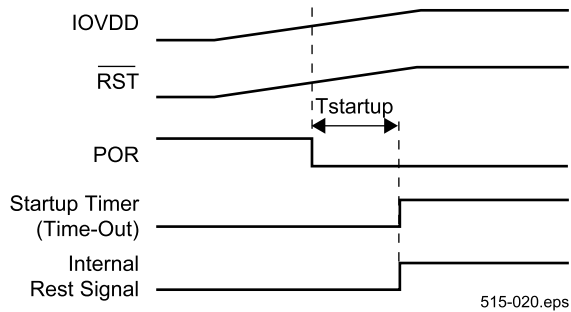 IOVDD
RST
Tstartup
POR
Startup Timer
(Time-Out)
Internal
Rest Signal
515-020.eps